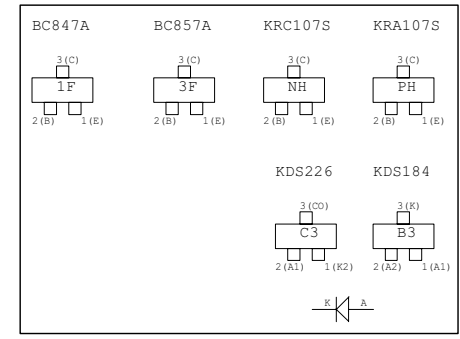 BC847A BC857A KRC107S KRA107S
3(C) 3(C) 3(C) 3(C)
1F 3F NH PH
2(B) 1(E) 2(B) 1(E) 2(B) 1(E) 2(B) 1(E)
KDS226 KDS184
3(CO) 3(K)
C3 B3
2(A1) 1(K2) 2(A2) 1(A1)
K A